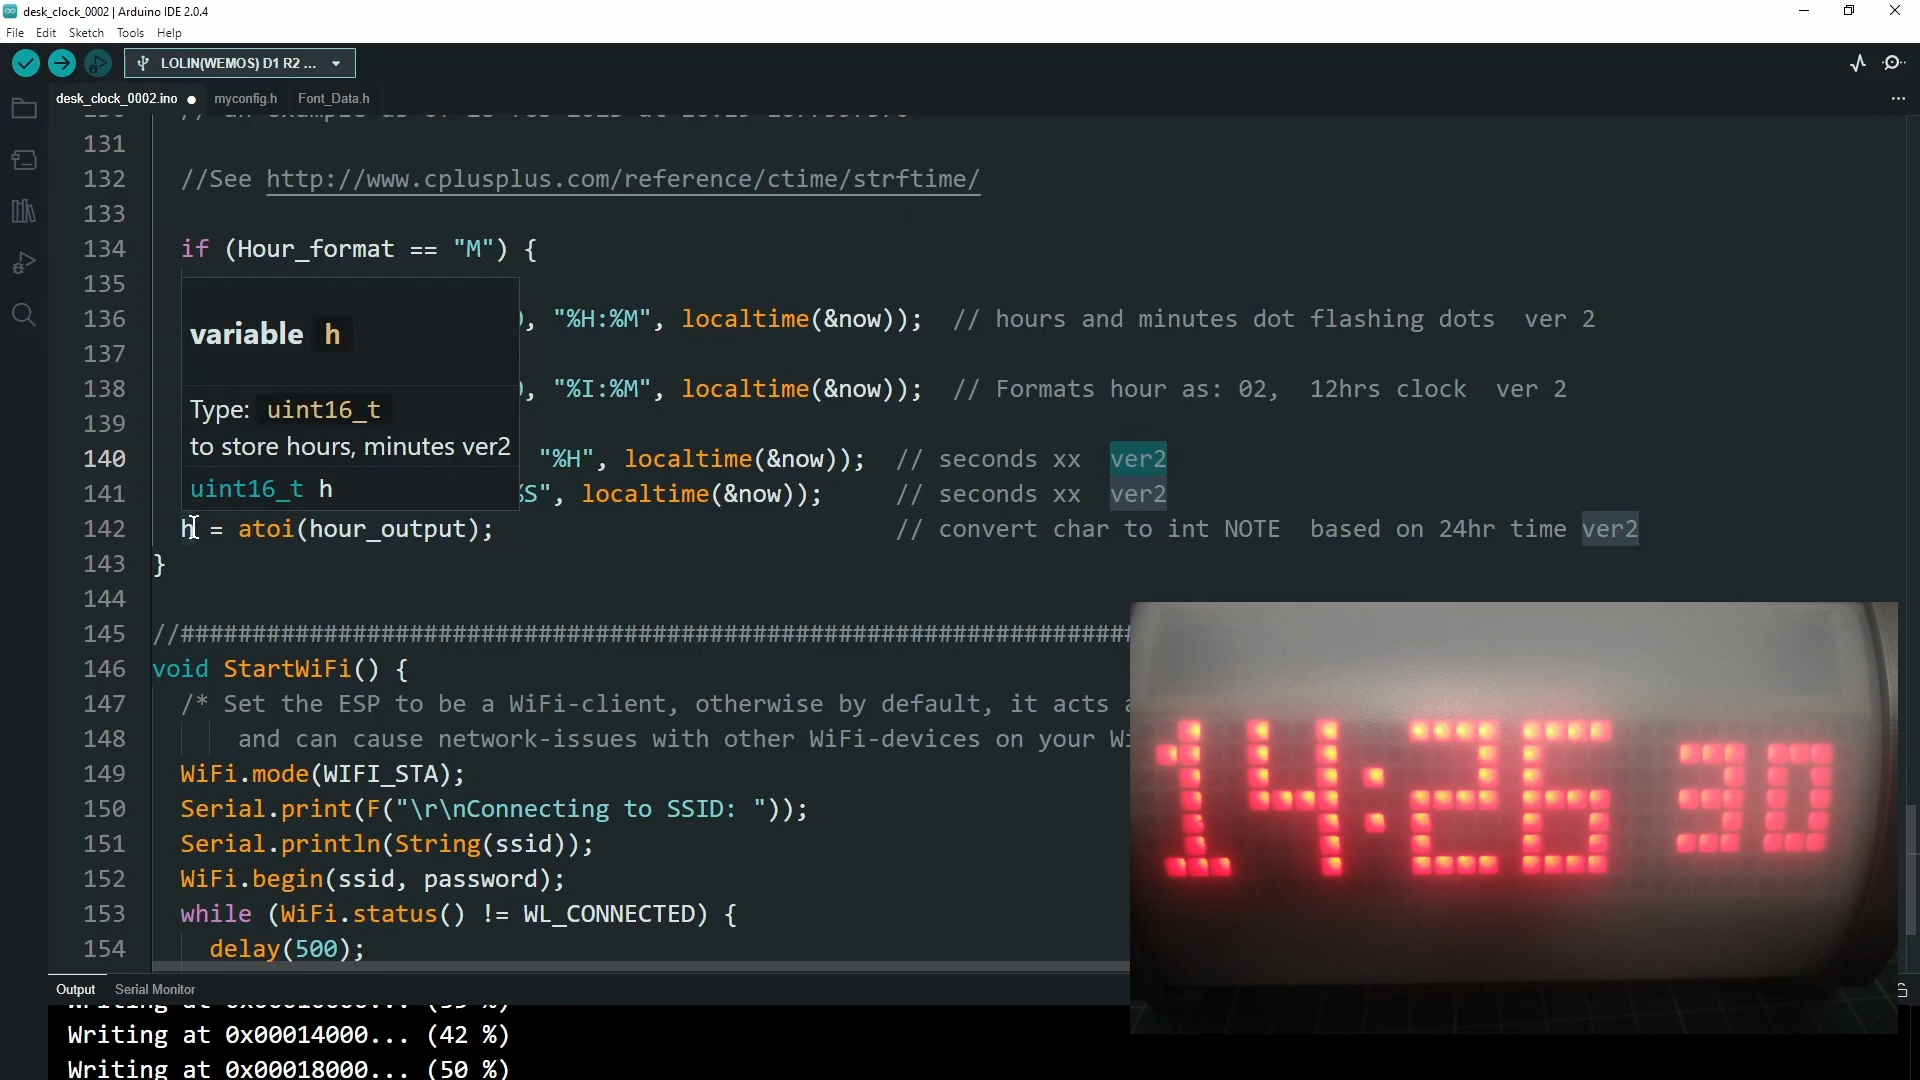 desk_clock_0002 | Arduino IDE 2.0.4
File Edit Sketch Tools Help
LOLIN(WEMOS) D1 R2 ...
desk_clock_0002.ino myconfig.h Font_Data.h
131
132 //See http://www.cplusplus.com/reference/ctime/strftime/
133
134 if (Hour_format == "M") {
135
136 , "%H:%M", localtime(&now)); // hours and minutes dot flashing dots ver 2
137
138 , "%I:%M", localtime(&now)); // Formats hour as: 02, 12hrs clock ver 2
139
140 "%H", localtime(&now)); // seconds xx ver2
141 S", localtime(&now)); // seconds xx ver2
142 h = atoi(hour_output); // convert char to int NOTE based on 24hr time ver2
143 }
144
145 //###################################################################
146 void StartWiFi() {
147 /* Set the ESP to be a WiFi-client, otherwise by default, it acts a
148 and can cause network-issues with other WiFi-devices on your Wi
149 WiFi.mode(WIFI_STA);
150 Serial.print(F("\r\nConnecting to SSID: "));
151 Serial.println(String(ssid));
152 WiFi.begin(ssid, password);
153 while (WiFi.status() != WL_CONNECTED) {
154 delay(500);
variable h
Type: uint16_t
to store hours, minutes ver2
uint16_t h
14:26 30
Output Serial Monitor
Writing at 0x00014000... (42 %)
Writing at 0x00018000... (50 %)